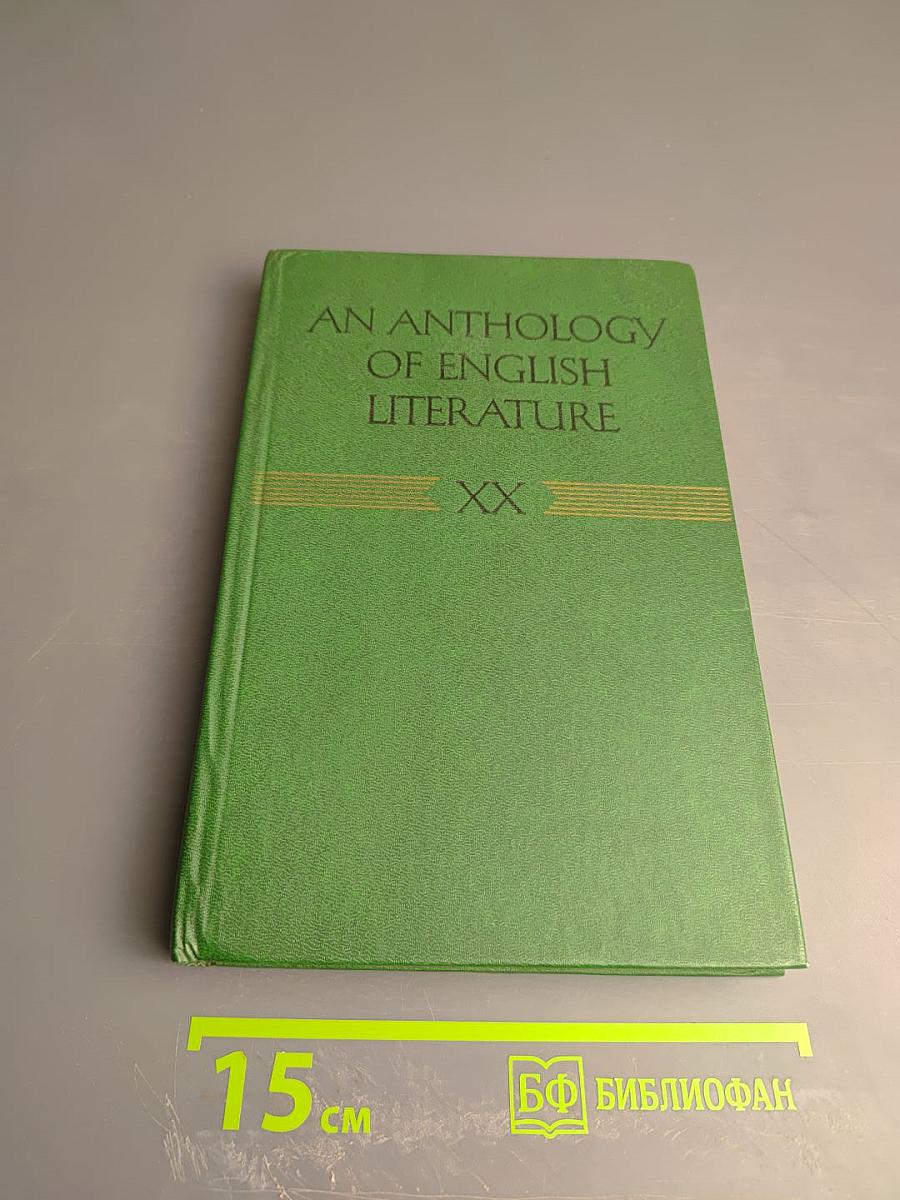 AN ANTHOLOGY
OF ENGLISH
LITERATURE
XX
15 см
БФ БИБЛИОФАН